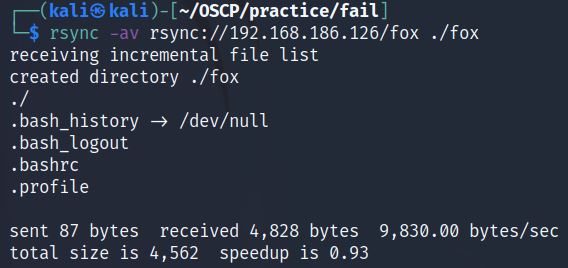 ┌──(kali㉿kali)-[~/OSCP/practice/fail]
└─$ rsync -av rsync://192.168.186.126/fox ./fox
receiving incremental file list
created directory ./fox
./
.bash_history → /dev/null
.bash_logout
.bashrc
.profile
sent 87 bytes  received 4,828 bytes  9,830.00 bytes/sec
total size is 4,562  speedup is 0.93